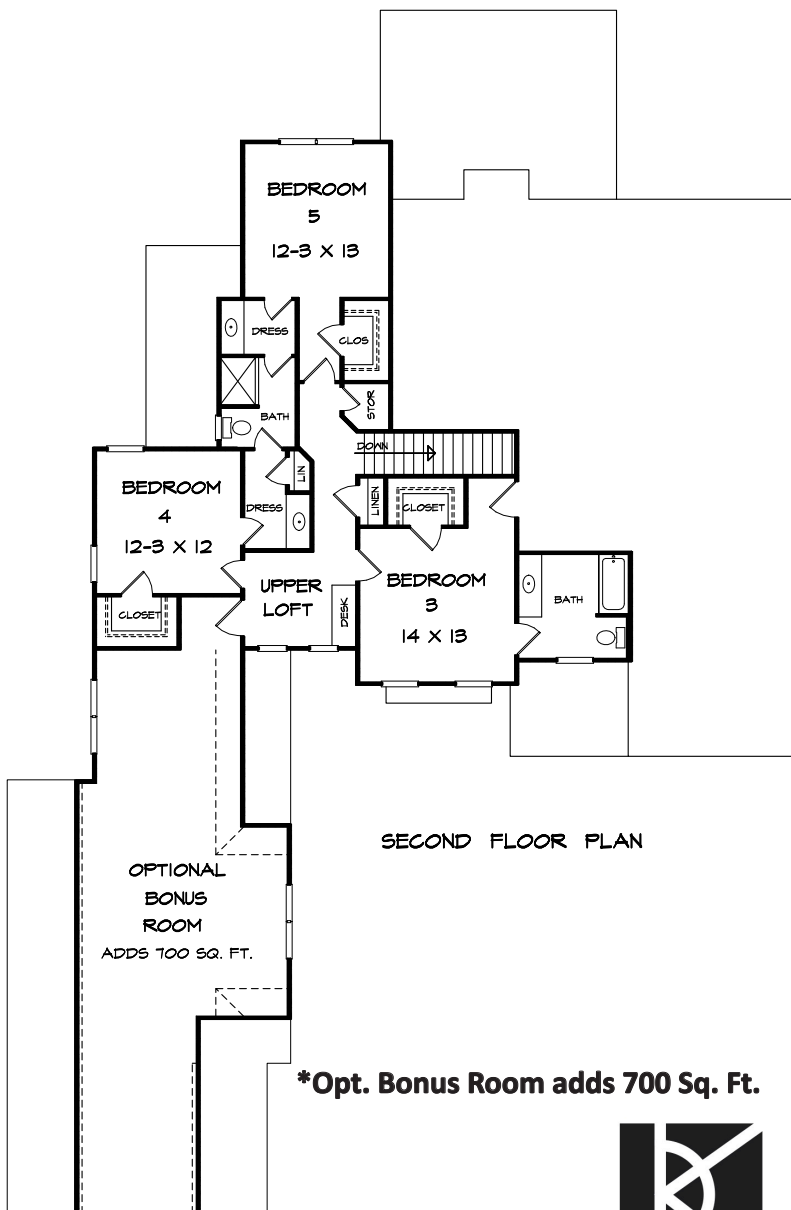 BEDROOM
5
12-3 X 13
DRESS
CLOS
BATH
STOR
DOWN
LIN
BEDROOM
4
12-3 X 12
DRESS
LINEN
CLOSET
CLOSET
UPPER
LOFT
DESK
BEDROOM
3
14 X 13
BATH
SECOND FLOOR PLAN
OPTIONAL
BONUS
ROOM
ADDS 700 SQ. FT.
*Opt. Bonus Room adds 700 Sq. Ft.